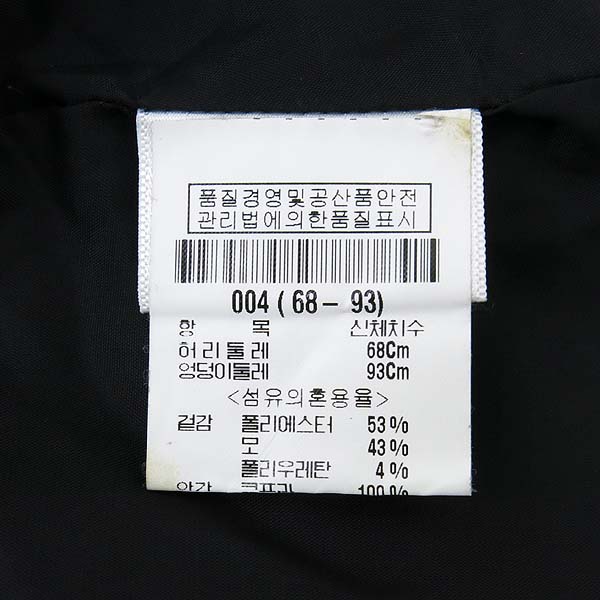 품질경영및공산품안전
관리법에의한품질표시
004 ( 68 - 93)
항 목 신체치수
허리둘레 68Cm
엉덩이둘레 93Cm
<섬유의혼용율>
겉감 폴리에스터 53%
모 43%
폴리우레탄 4%
안감 100%